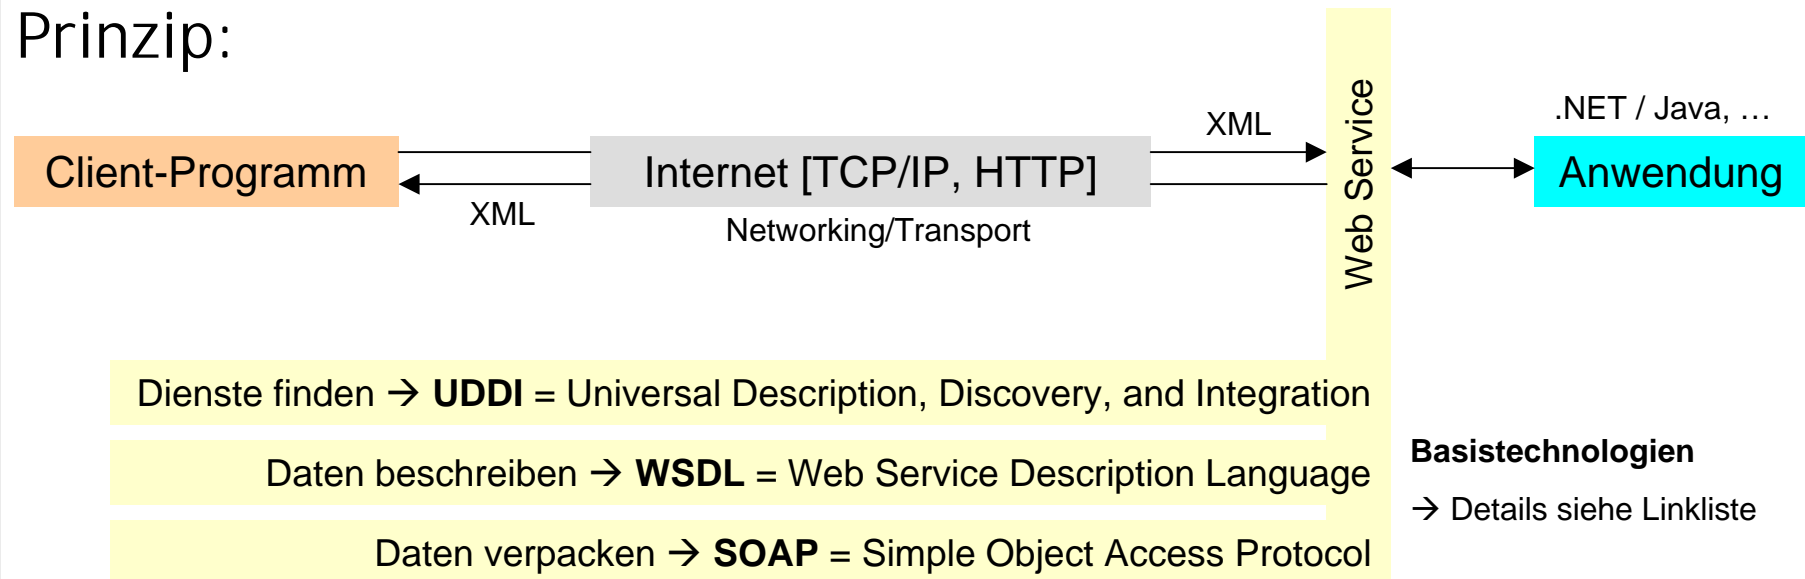 Prinzip:
.NET / Java, …
XML
Client-Programm
Internet [TCP/IP, HTTP]
Web Service
Anwendung
XML
Networking/Transport
Dienste finden → UDDI = Universal Description, Discovery, and Integration
Daten beschreiben → WSDL = Web Service Description Language
Daten verpacken → SOAP = Simple Object Access Protocol
Basistechnologien
→ Details siehe Linkliste